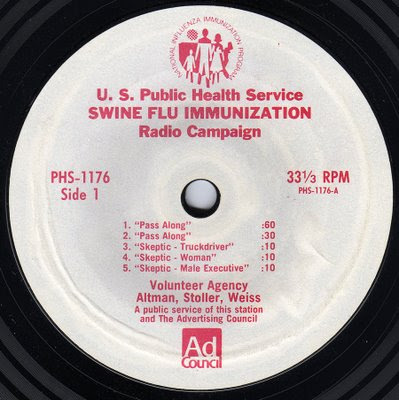 NATIONAL INFLUENZA IMMUNIZATION PROGRAM
U. S. Public Health Service
SWINE FLU IMMUNIZATION
Radio Campaign
PHS-1176
Side 1
33⅓ RPM
PHS-1176-A
1. "Pass Along" :60
2. "Pass Along" :30
3. "Skeptic - Truckdriver" :10
4. "Skeptic - Woman" :10
5. "Skeptic - Male Executive" :10
Volunteer Agency
Altman, Stoller, Weiss
A public service of this station
and The Advertising Council
Ad
Council